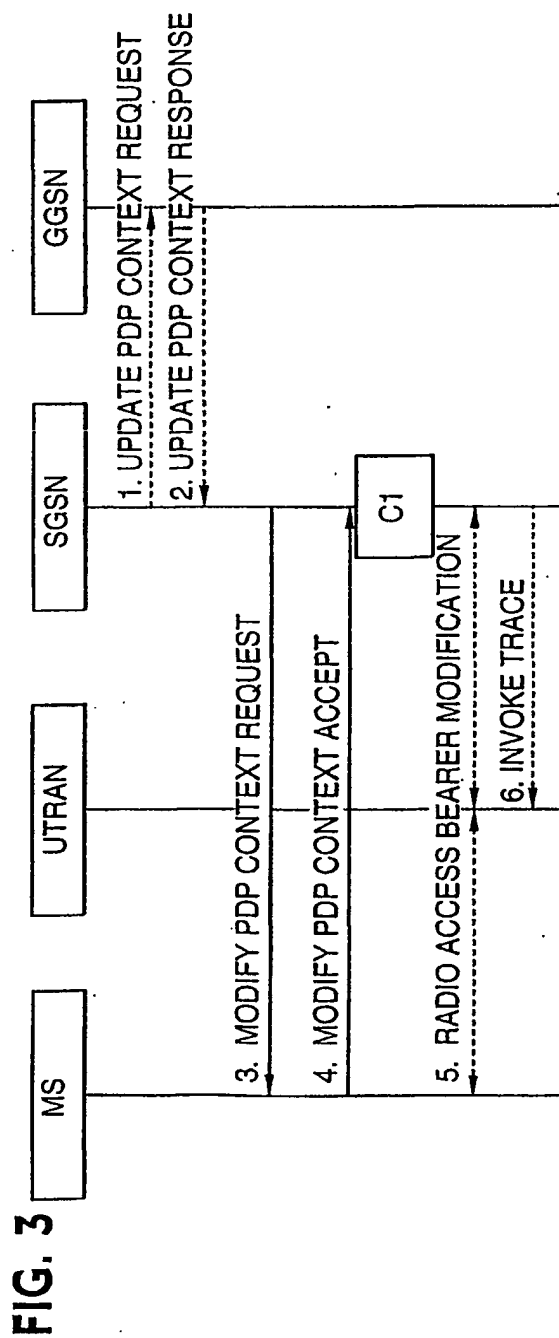 FIG. 3
MS
UTRAN
SGSN
GGSN
1. UPDATE PDP CONTEXT REQUEST
2. UPDATE PDP CONTEXT RESPONSE
3. MODIFY PDP CONTEXT REQUEST
4. MODIFY PDP CONTEXT ACCEPT
C1
5. RADIO ACCESS BEARER MODIFICATION
6. INVOKE TRACE